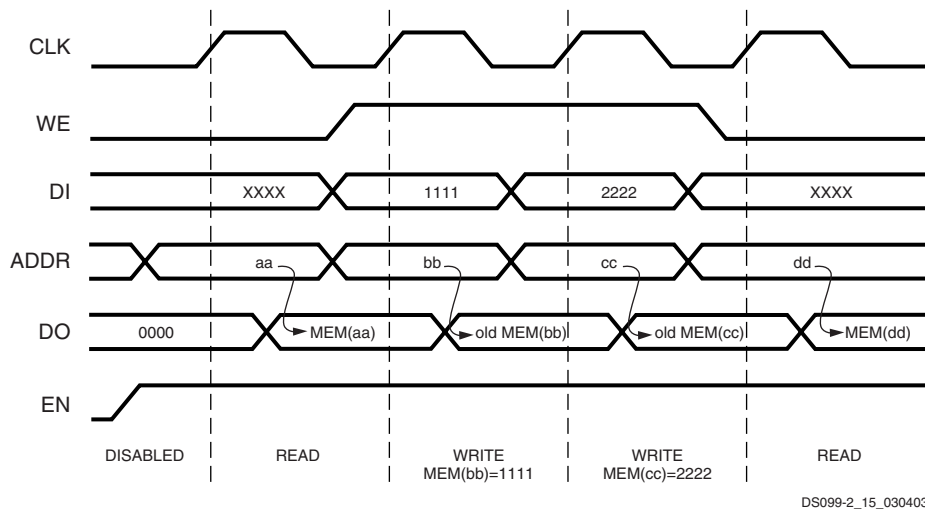 CLK
WE
DI XXXX 1111 2222 XXXX
ADDR aa bb cc dd
DO 0000 MEM(aa) old MEM(bb) old MEM(cc) MEM(dd)
EN
DISABLED READ WRITE WRITE READ
MEM(bb)=1111 MEM(cc)=2222
DS099-2_15_030403